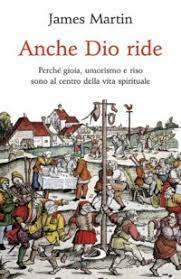 James Martin
Anche Dio ride
Perché gioia, umorismo e riso
sono al centro della vita spirituale